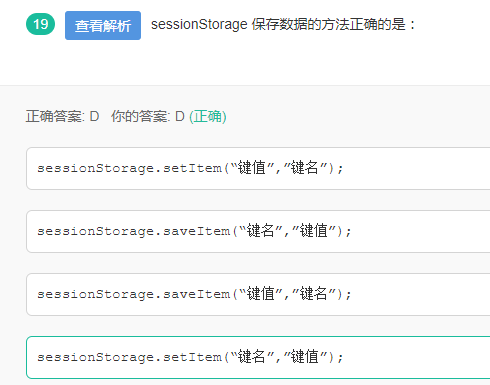 19 查看解析 sessionStorage 保存数据的方法正确的是：
正确答案: D 你的答案: D (正确)
sessionStorage.setItem(“键值”,”键名”);
sessionStorage.saveItem(“键名”,”键值”);
sessionStorage.saveItem(“键值”,”键名”);
sessionStorage.setItem(“键名”,”键值”);